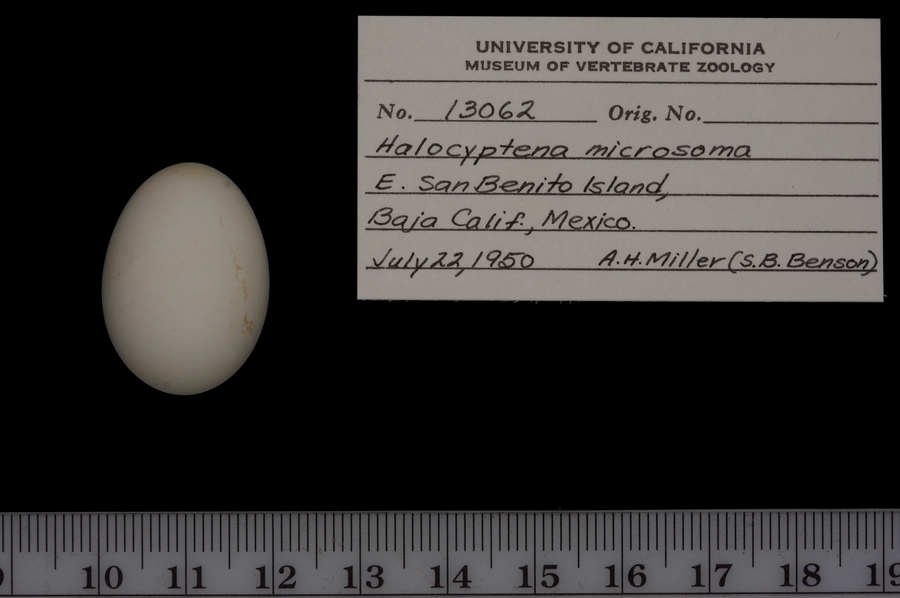 UNIVERSITY OF CALIFORNIA
MUSEUM OF VERTEBRATE ZOOLOGY
No. 13062 Orig. No.
Halocyptena microsoma
E. San Benito Island,
Baja Calif., Mexico.
July 22, 1950 A.H. Miller (S.B. Benson)
9 10 11 12 13 14 15 16 17 18 19